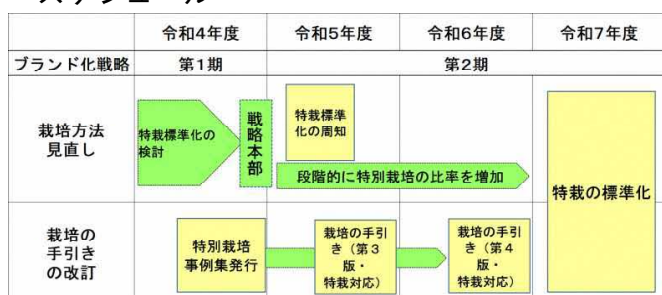 令和4年度 令和5年度 令和6年度 令和7年度
ブランド化戦略 第1期 第2期
栽培方法
見直し
特栽標準化の
検討
戦略本部
特栽標準
化の周知
段階的に特別栽培の比率を増加
特栽の標準化
栽培の
手引き
の改訂
特別栽培
事例集発行
栽培の手引
き（第3
版・
特栽対応）
栽培の手引
き（第4
版・
特栽対応）